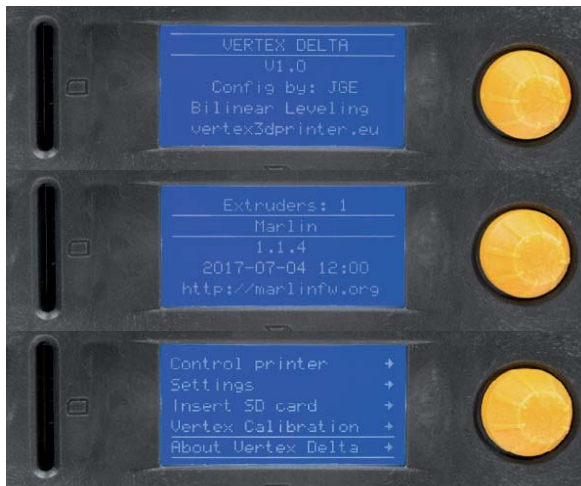 VERTEX DELTA
V1.0
Config by: JGE
Bilinear Leveling
vertex3dprinter.eu
Extruders: 1
Marlin
1.1.4
2017-07-04 12:00
http://marlinfw.org
Control printer →
Settings →
Insert SD card →
Vertex Calibration →
About Vertex Delta →